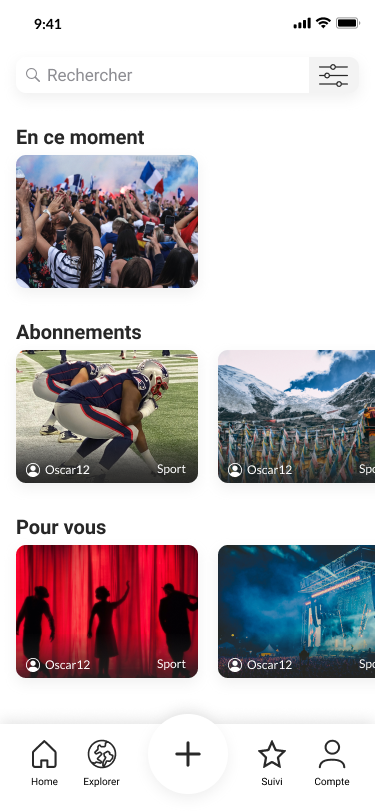 9:41
Rechercher
En ce moment
Abonnements
Oscar12 Sport
Oscar12 Spo
Pour vous
Oscar12 Sport
Oscar12 Spo
Home Explorer Suivi Compte